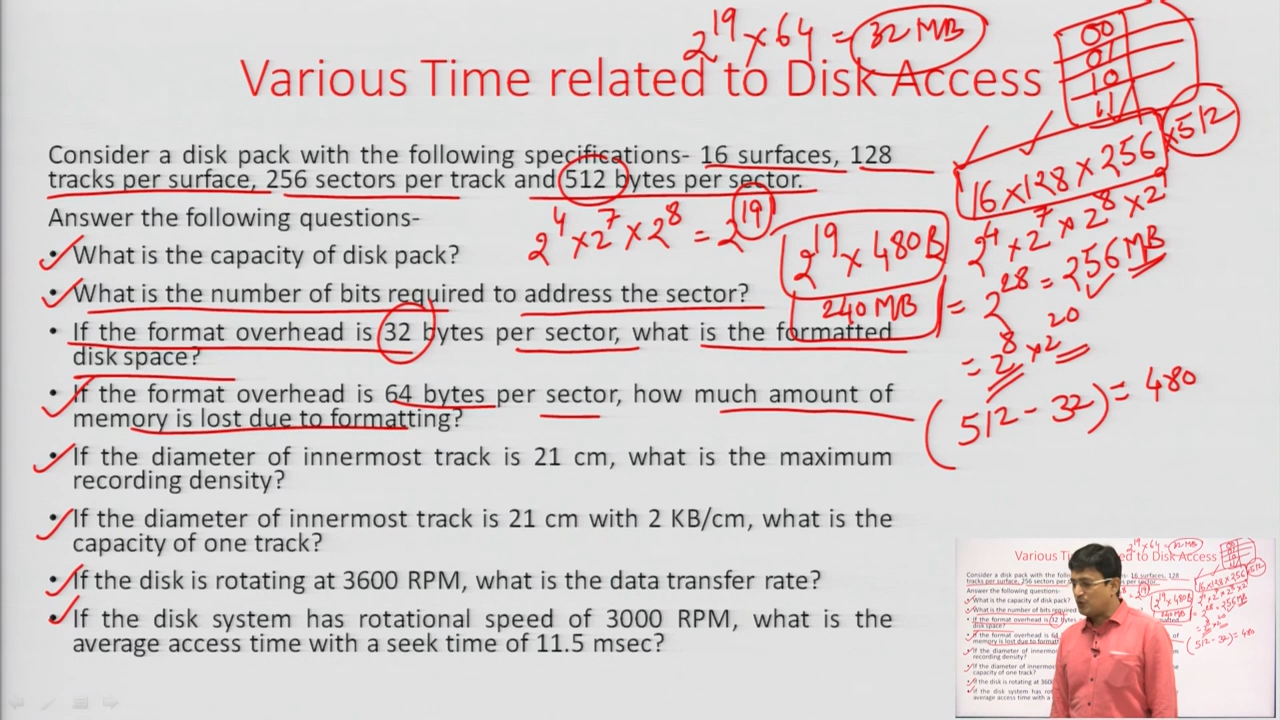 2^19 × 64 = 32 MB
Various Time related to Disk Access
00
01
10
11
Consider a disk pack with the following specifications- 16 surfaces, 128
tracks per surface, 256 sectors per track and 512 bytes per sector.
16 × 128 × 256 × 512
Answer the following questions-
2^4 × 2^7 × 2^8 = 2^19
2^4 × 2^7 × 2^8 × 2^9
• What is the capacity of disk pack?
2^19 × 480B
= 2^28 = 256 MB
• What is the number of bits required to address the sector?
240 MB
= 2^8 × 2^20
• If the format overhead is 32 bytes per sector, what is the formatted
disk space?
(512 - 32) = 480
• If the format overhead is 64 bytes per sector, how much amount of
memory is lost due to formatting?
• If the diameter of innermost track is 21 cm, what is the maximum
recording density?
• If the diameter of innermost track is 21 cm with 2 KB/cm, what is the
capacity of one track?
• If the disk is rotating at 3600 RPM, what is the data transfer rate?
• If the disk system has rotational speed of 3000 RPM, what is the
average access time with a seek time of 11.5 msec?